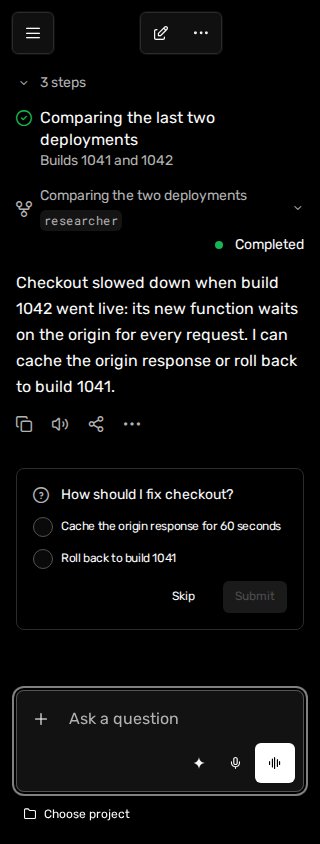 3 steps
Comparing the last two
deployments
Builds 1041 and 1042
Comparing the two deployments
researcher
Completed
Checkout slowed down when build
1042 went live: its new function waits
on the origin for every request. I can
cache the origin response or roll back
to build 1041.
How should I fix checkout?
Cache the origin response for 60 seconds
Roll back to build 1041
Skip
Submit
Ask a question
Choose project